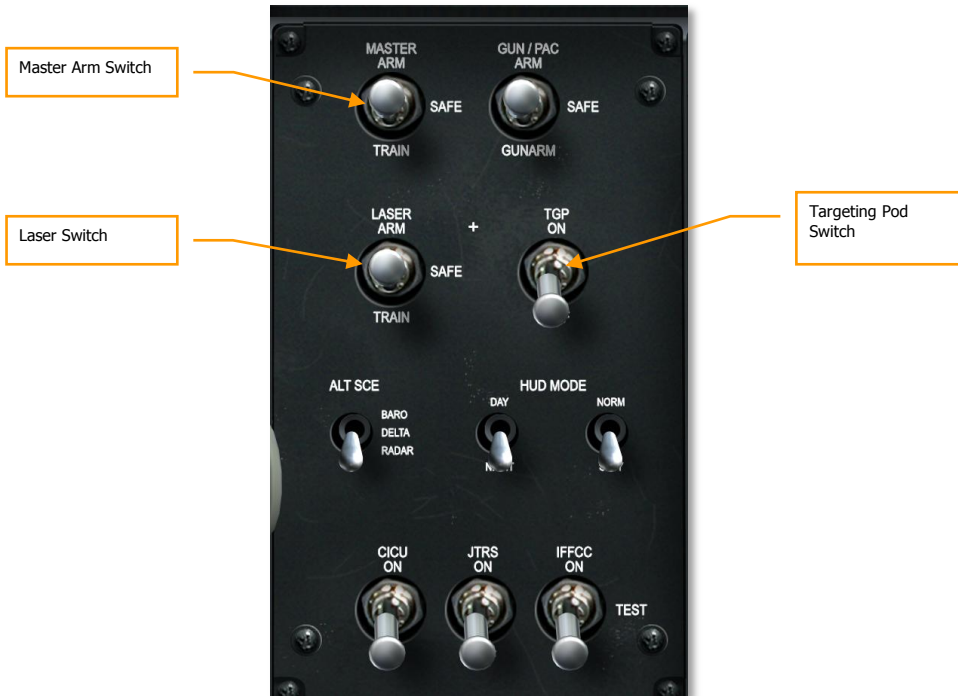 MASTER
ARM
GUN / PAC
ARM
Master Arm Switch
SAFE
SAFE
TRAIN
GUNARM
LASER
ARM
+
TGP
ON
Laser Switch
SAFE
Targeting Pod
Switch
TRAIN
ALT SCE
HUD MODE
BARO
DELTA
RADAR
DAY
NORM
CICU
ON
JTRS
ON
IFFCC
ON
TEST